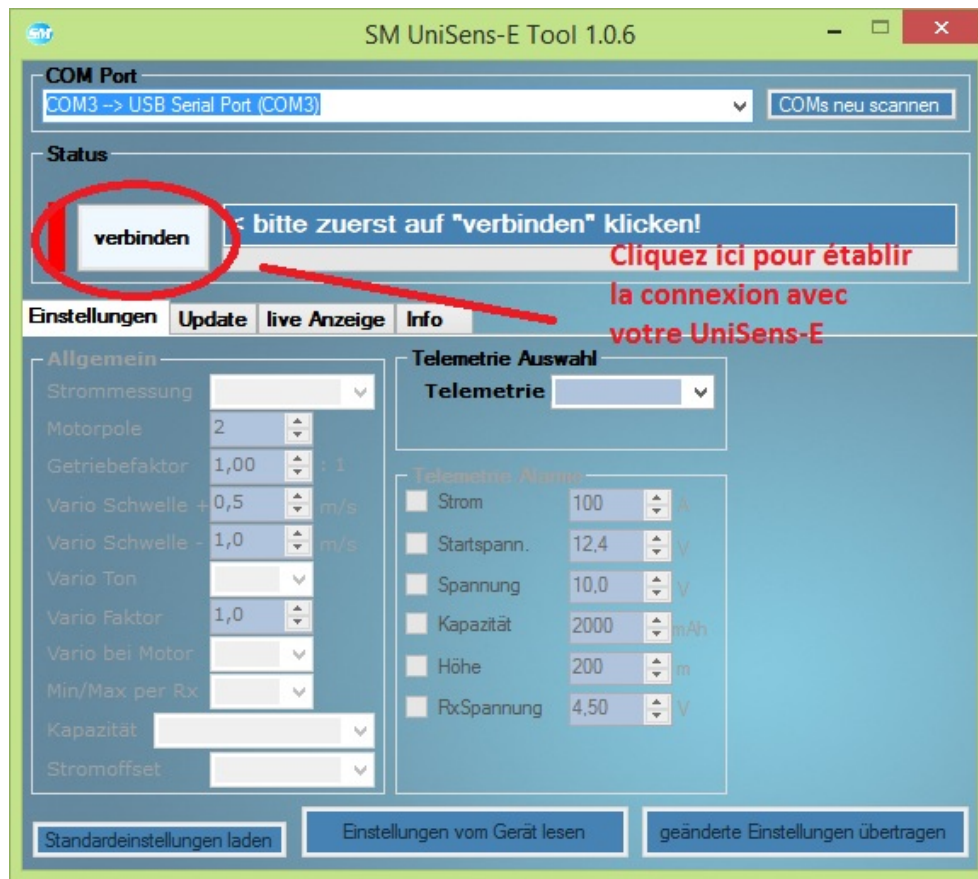 SM
SM UniSens-E Tool 1.0.6
COM Port
COM3 --> USB Serial Port (COM3)
COMs neu scannen
Status
verbinden
< bitte zuerst auf "verbinden" klicken!
Cliquez ici pour établir
la connexion avec
votre UniSens-E
Einstellungen Update live Anzeige Info
Allgemein
Strommessung
Motorpole 2
Getriebefaktor 1,00 : 1
Vario Schwelle + 0,5 m/s
Vario Schwelle - 1,0 m/s
Vario Ton
Vario Faktor 1,0
Vario bei Motor
Min/Max per Rx
Kapazität
Stromoffset
Telemetrie Auswahl
Telemetrie
Telemetrie Alarme
Strom 100 A
Startspann. 12,4 V
Spannung 10,0 V
Kapazität 2000 mAh
Höhe 200 m
RxSpannung 4,50 V
Standardeinstellungen laden
Einstellungen vom Gerät lesen
geänderte Einstellungen übertragen